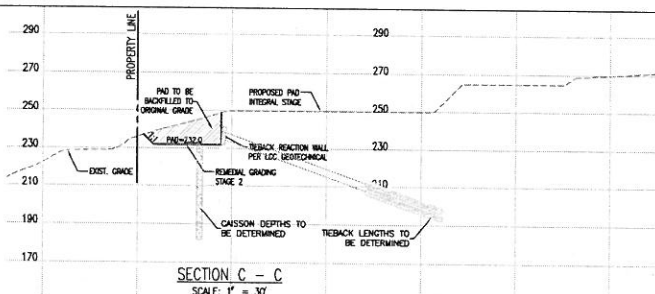 290
290
270
270
250
250
230
230
210
210
190
190
170
PROPERTY LINE
PAD TO BE
BACKFILLED TO
ORIGINAL GRADE
PROPOSED PAD
INTEGRAL STAGE
PAD=232.0
TIEBACK REACTION WALL
PER LCC GEOTECHNICAL
EXIST. GRADE
REMEDIAL GRADING
STAGE 2
CAISSON DEPTHS TO
BE DETERMINED
TIEBACK LENGTHS TO
BE DETERMINED
SECTION C - C
SCALE: 1" = 30'